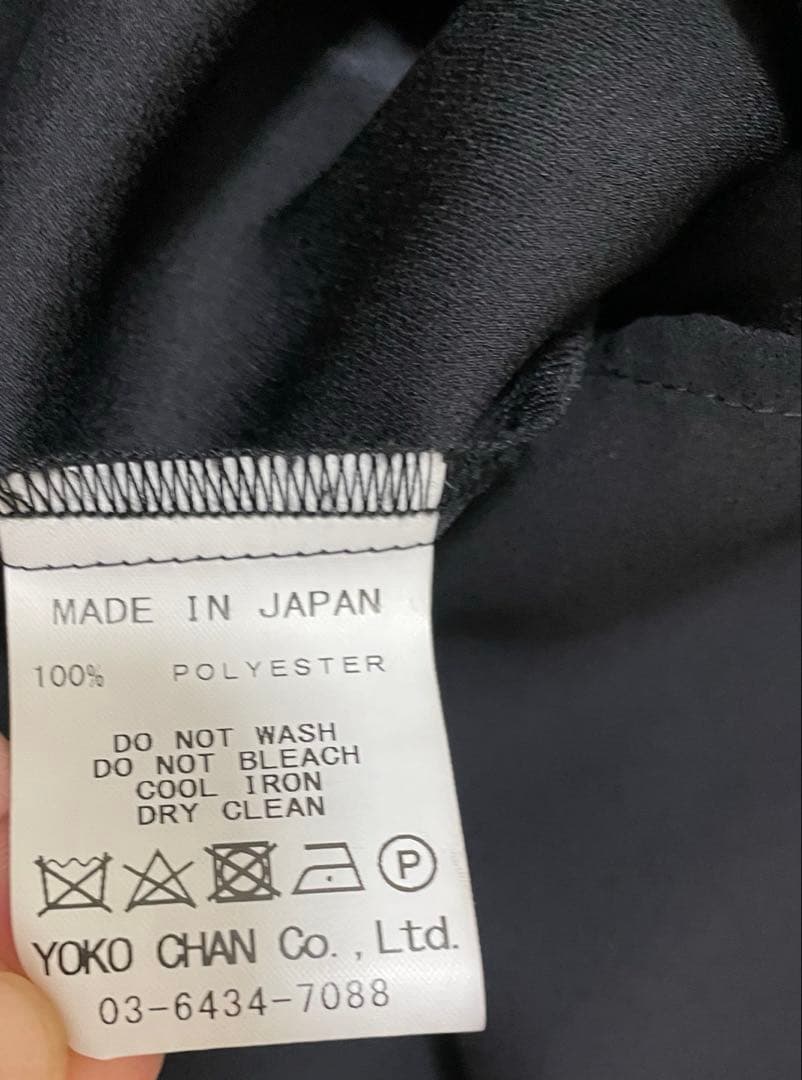 MADE IN JAPAN
100% POLYESTER
DO NOT WASH
DO NOT BLEACH
COOL IRON
DRY CLEAN
P
YOKO CHAN Co., Ltd.
03-6434-7088